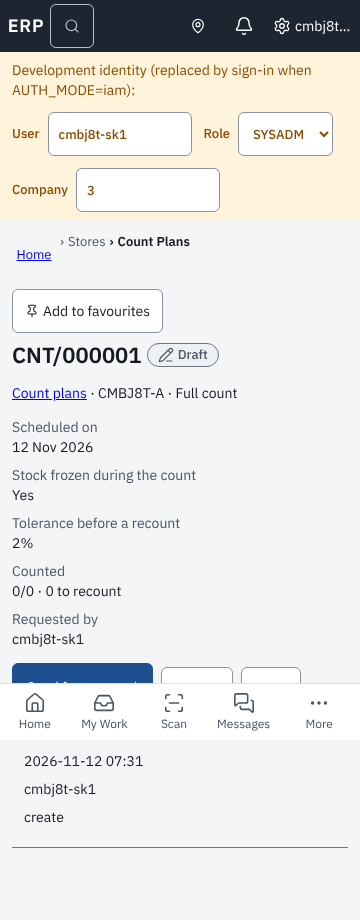 ERP
cmbj8t...
Development identity (replaced by sign-in when
AUTH_MODE=iam):
User cmbj8t-sk1 Role SYSADM
Company 3
Home › Stores › Count Plans
Add to favourites
CNT/000001 Draft
Count plans · CMBJ8T-A · Full count
Scheduled on
12 Nov 2026
Stock frozen during the count
Yes
Tolerance before a recount
2%
Counted
0/0 · 0 to recount
Requested by
cmbj8t-sk1
Home My Work Scan Messages More
2026-11-12 07:31
cmbj8t-sk1
create